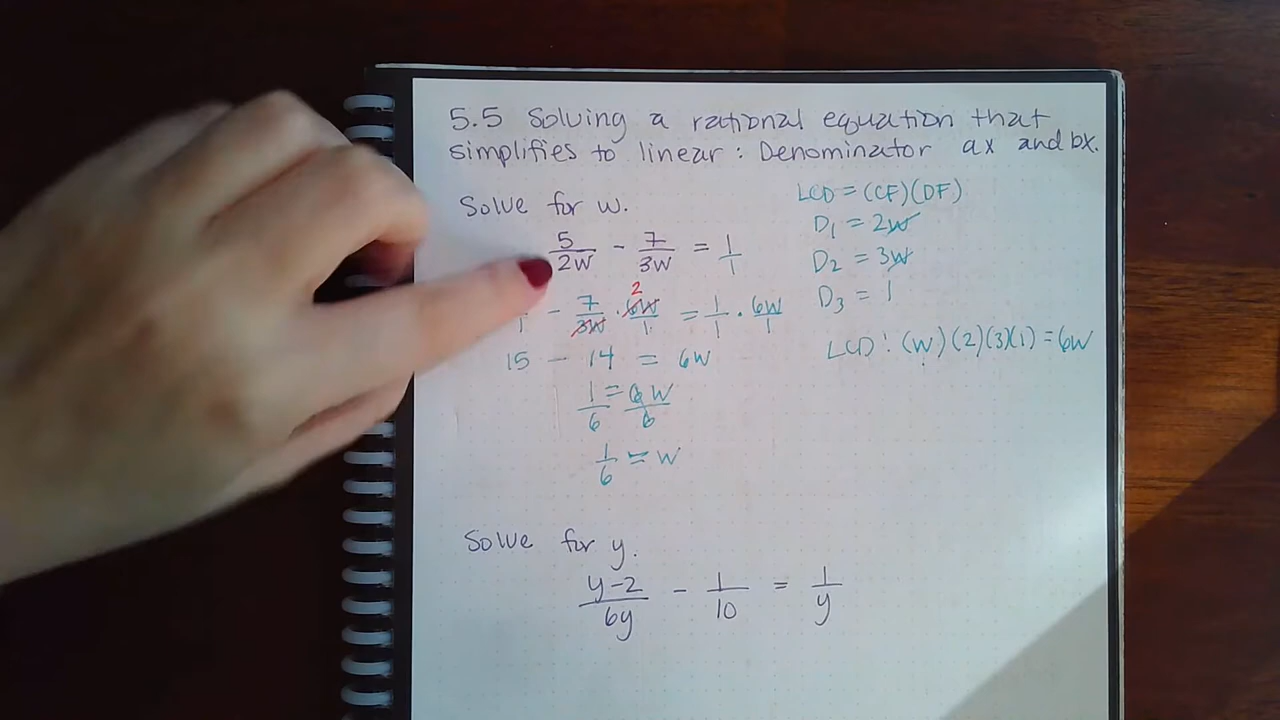 5.5 Solving a rational equation that
simplifies to linear: Denominator ax and bx.
Solve for w.
5/2w - 7/3w = 1/1
1 - 7/3w · 6w/1 = 1/1 · 6w/1
2
15 - 14 = 6w
1/6 = 6w/6
1/6 = w
LCD = (CF)(DF)
D₁ = 2w
D₂ = 3w
D₃ = 1
LCD: (w)(2)(3)(1) = 6w
Solve for y.
y-2/6y - 1/10 = 1/y